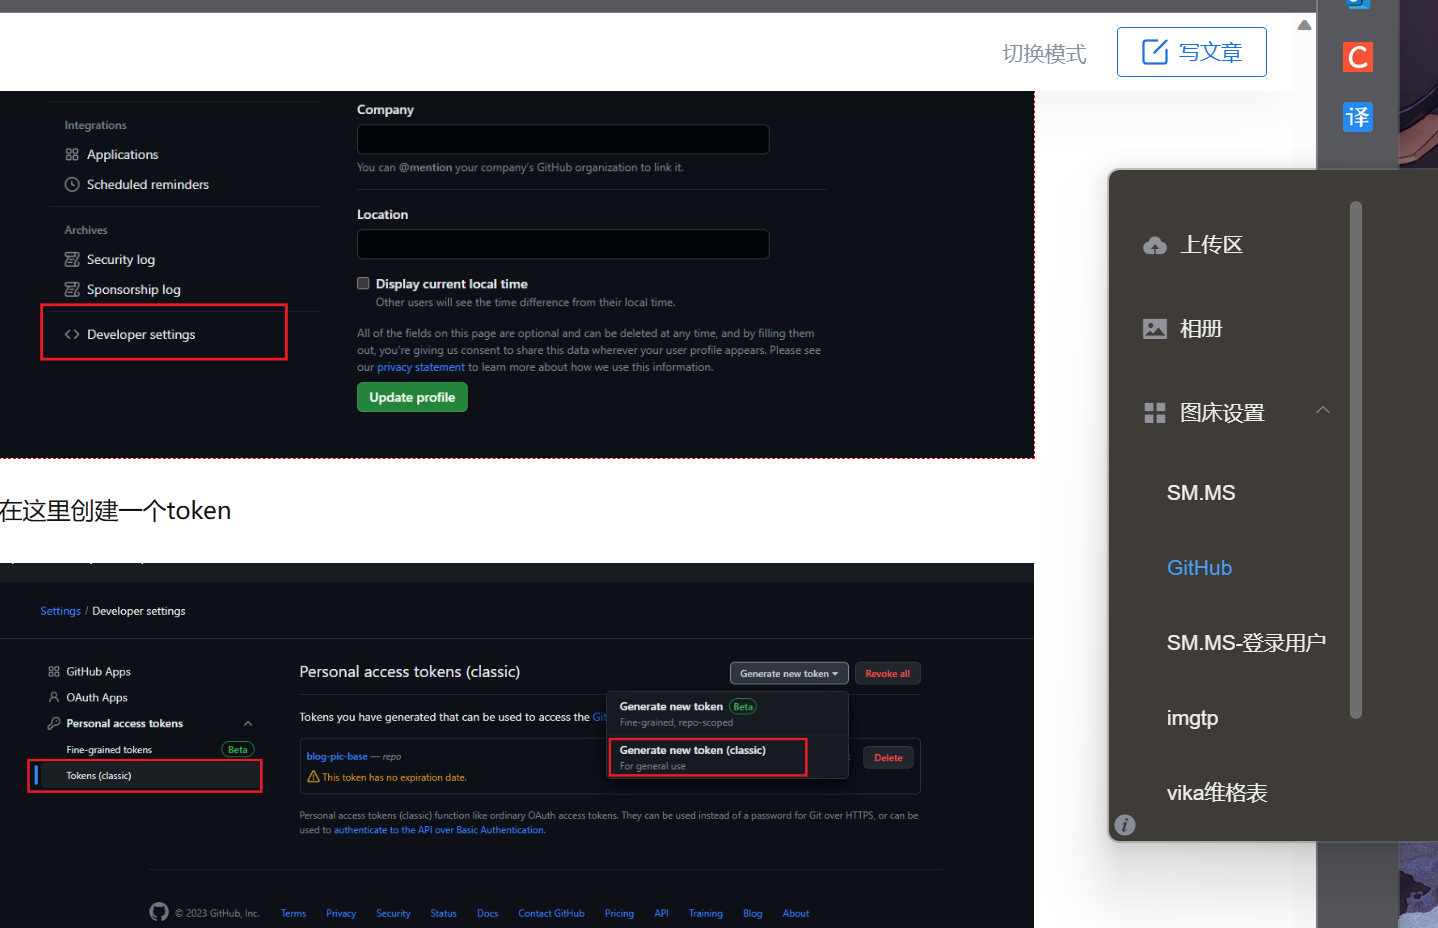 切换模式
写文章
译
Integrations
Applications
Scheduled reminders
Archives
Security log
Sponsorship log
Developer settings
Company
You can @mention your company's GitHub organization to link it.
Location
Display current local time
Other users will see the time difference from their local time.
All of the fields on this page are optional and can be deleted at any time, and by filling them
out, you're giving us consent to share this data wherever your user profile appears. Please see
our privacy statement to learn more about how we use this information.
Update profile
在这里创建一个token
Settings / Developer settings
GitHub Apps
OAuth Apps
Personal access tokens
Fine-grained tokens Beta
Tokens (classic)
Personal access tokens (classic)
Generate new token
Revoke all
Tokens you have generated that can be used to access the Git
Generate new token Beta
Fine-grained, repo-scoped
Generate new token (classic)
For general use
blog-pic-base — repo
This token has no expiration date.
Delete
Personal access tokens (classic) function like ordinary OAuth access tokens. They can be used instead of a password for Git over HTTPS, or can be
used to authenticate to the API over Basic Authentication.
© 2023 GitHub, Inc. Terms Privacy Security Status Docs Contact GitHub Pricing API Training Blog About
上传区
相册
图床设置
SM.MS
GitHub
SM.MS-登录用户
imgtp
vika维格表